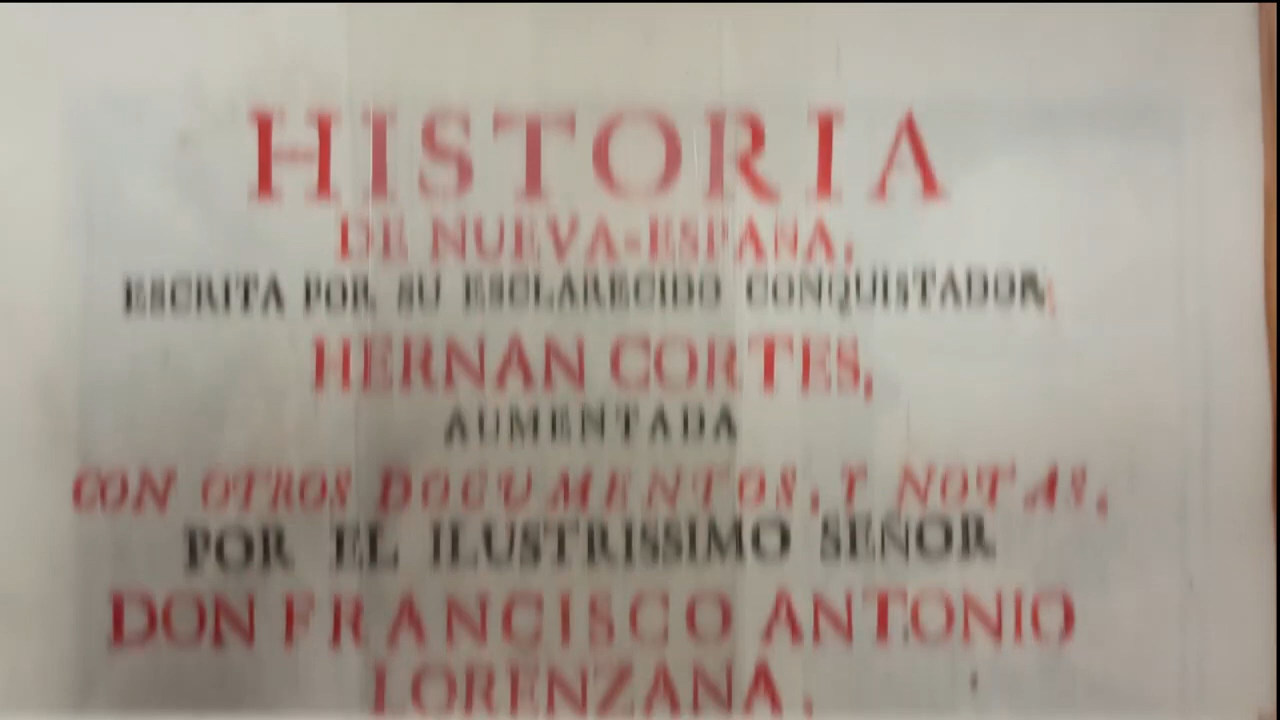 HISTORIA
DE NUEVA-ESPAÑA,
ESCRITA POR SU ESCLARECIDO CONQUISTADOR
HERNAN CORTES,
AUMENTADA
CON OTROS DOCUMENTOS, Y NOTAS,
POR EL ILUSTRISSIMO SEÑOR
DON FRANCISCO ANTONIO
LORENZANA,